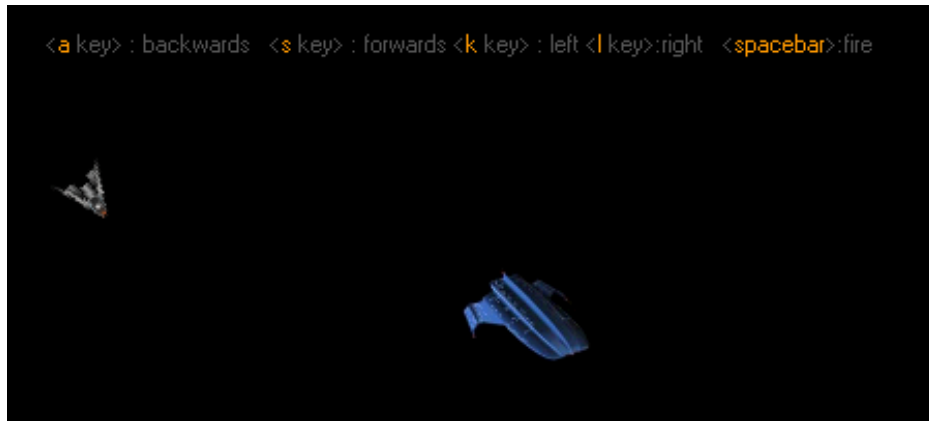 <a key> : backwards <s key> : forwards <k key> : left <l key>:right <spacebar>:fire